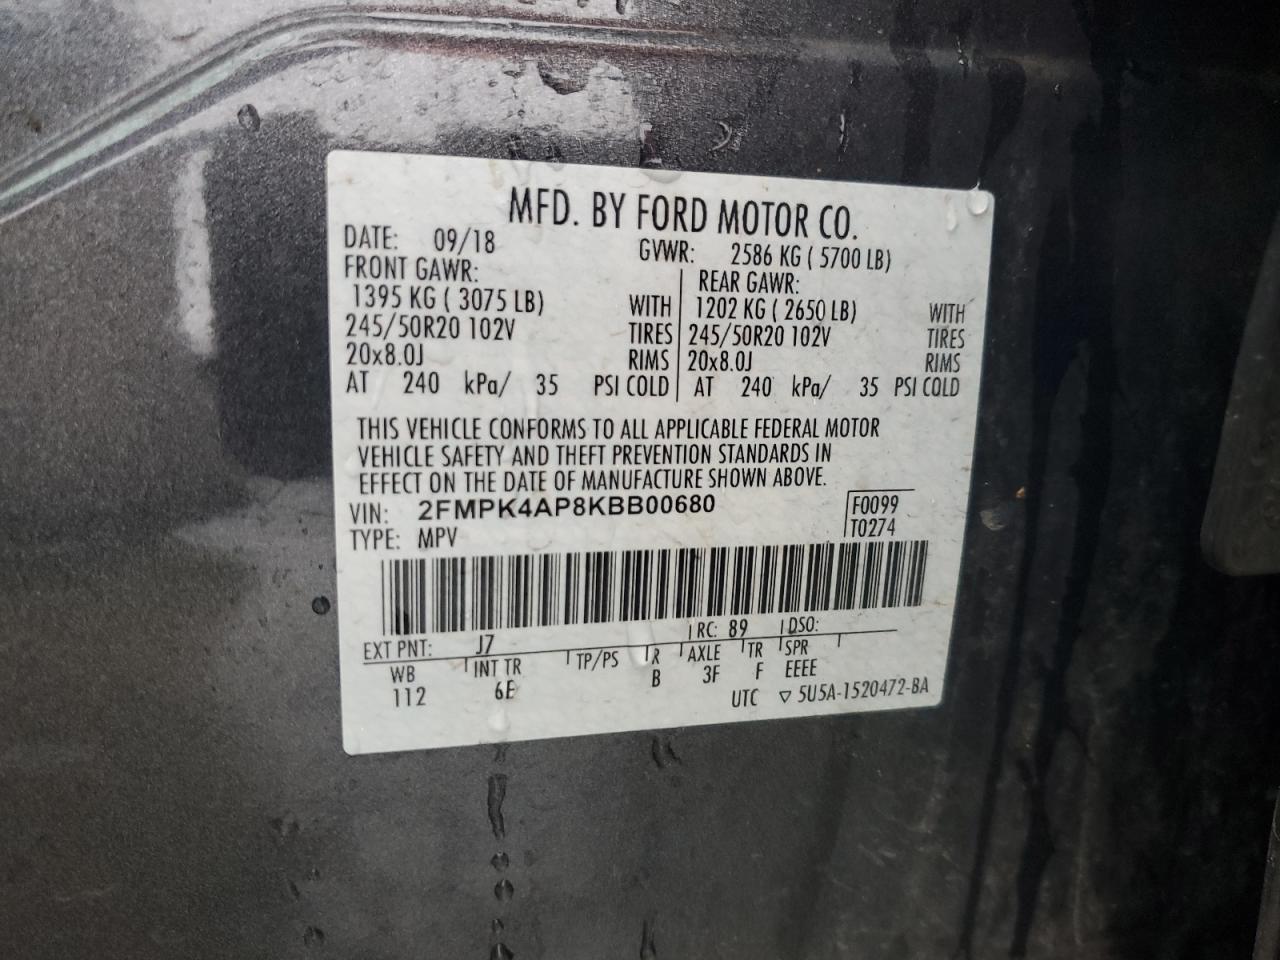 MFD. BY FORD MOTOR CO.
DATE: 09/18 GVWR: 2586 KG ( 5700 LB)
FRONT GAWR: REAR GAWR:
1395 KG ( 3075 LB) WITH 1202 KG ( 2650 LB) WITH
245/50R20 102V TIRES 245/50R20 102V TIRES
20x8.0J RIMS 20x8.0J RIMS
AT 240 kPa/ 35 PSI COLD AT 240 kPa/ 35 PSI COLD
THIS VEHICLE CONFORMS TO ALL APPLICABLE FEDERAL MOTOR
VEHICLE SAFETY AND THEFT PREVENTION STANDARDS IN
EFFECT ON THE DATE OF MANUFACTURE SHOWN ABOVE.
VIN: 2FMPK4AP8KBB00680 F0099
TYPE: MPV T0274
EXT PNT: J7 RC: 89 DSO:
WB INT TR TP/PS R AXLE TR SPR
112 6E B 3F F EEEE
UTC ▽ 5U5A-1520472-BA